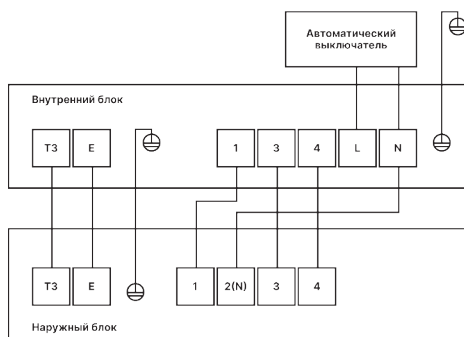 Автоматический
выключатель
Внутренний блок
T3 E 1 3 4 L N
T3 E 1 2(N) 3 4
Наружный блок